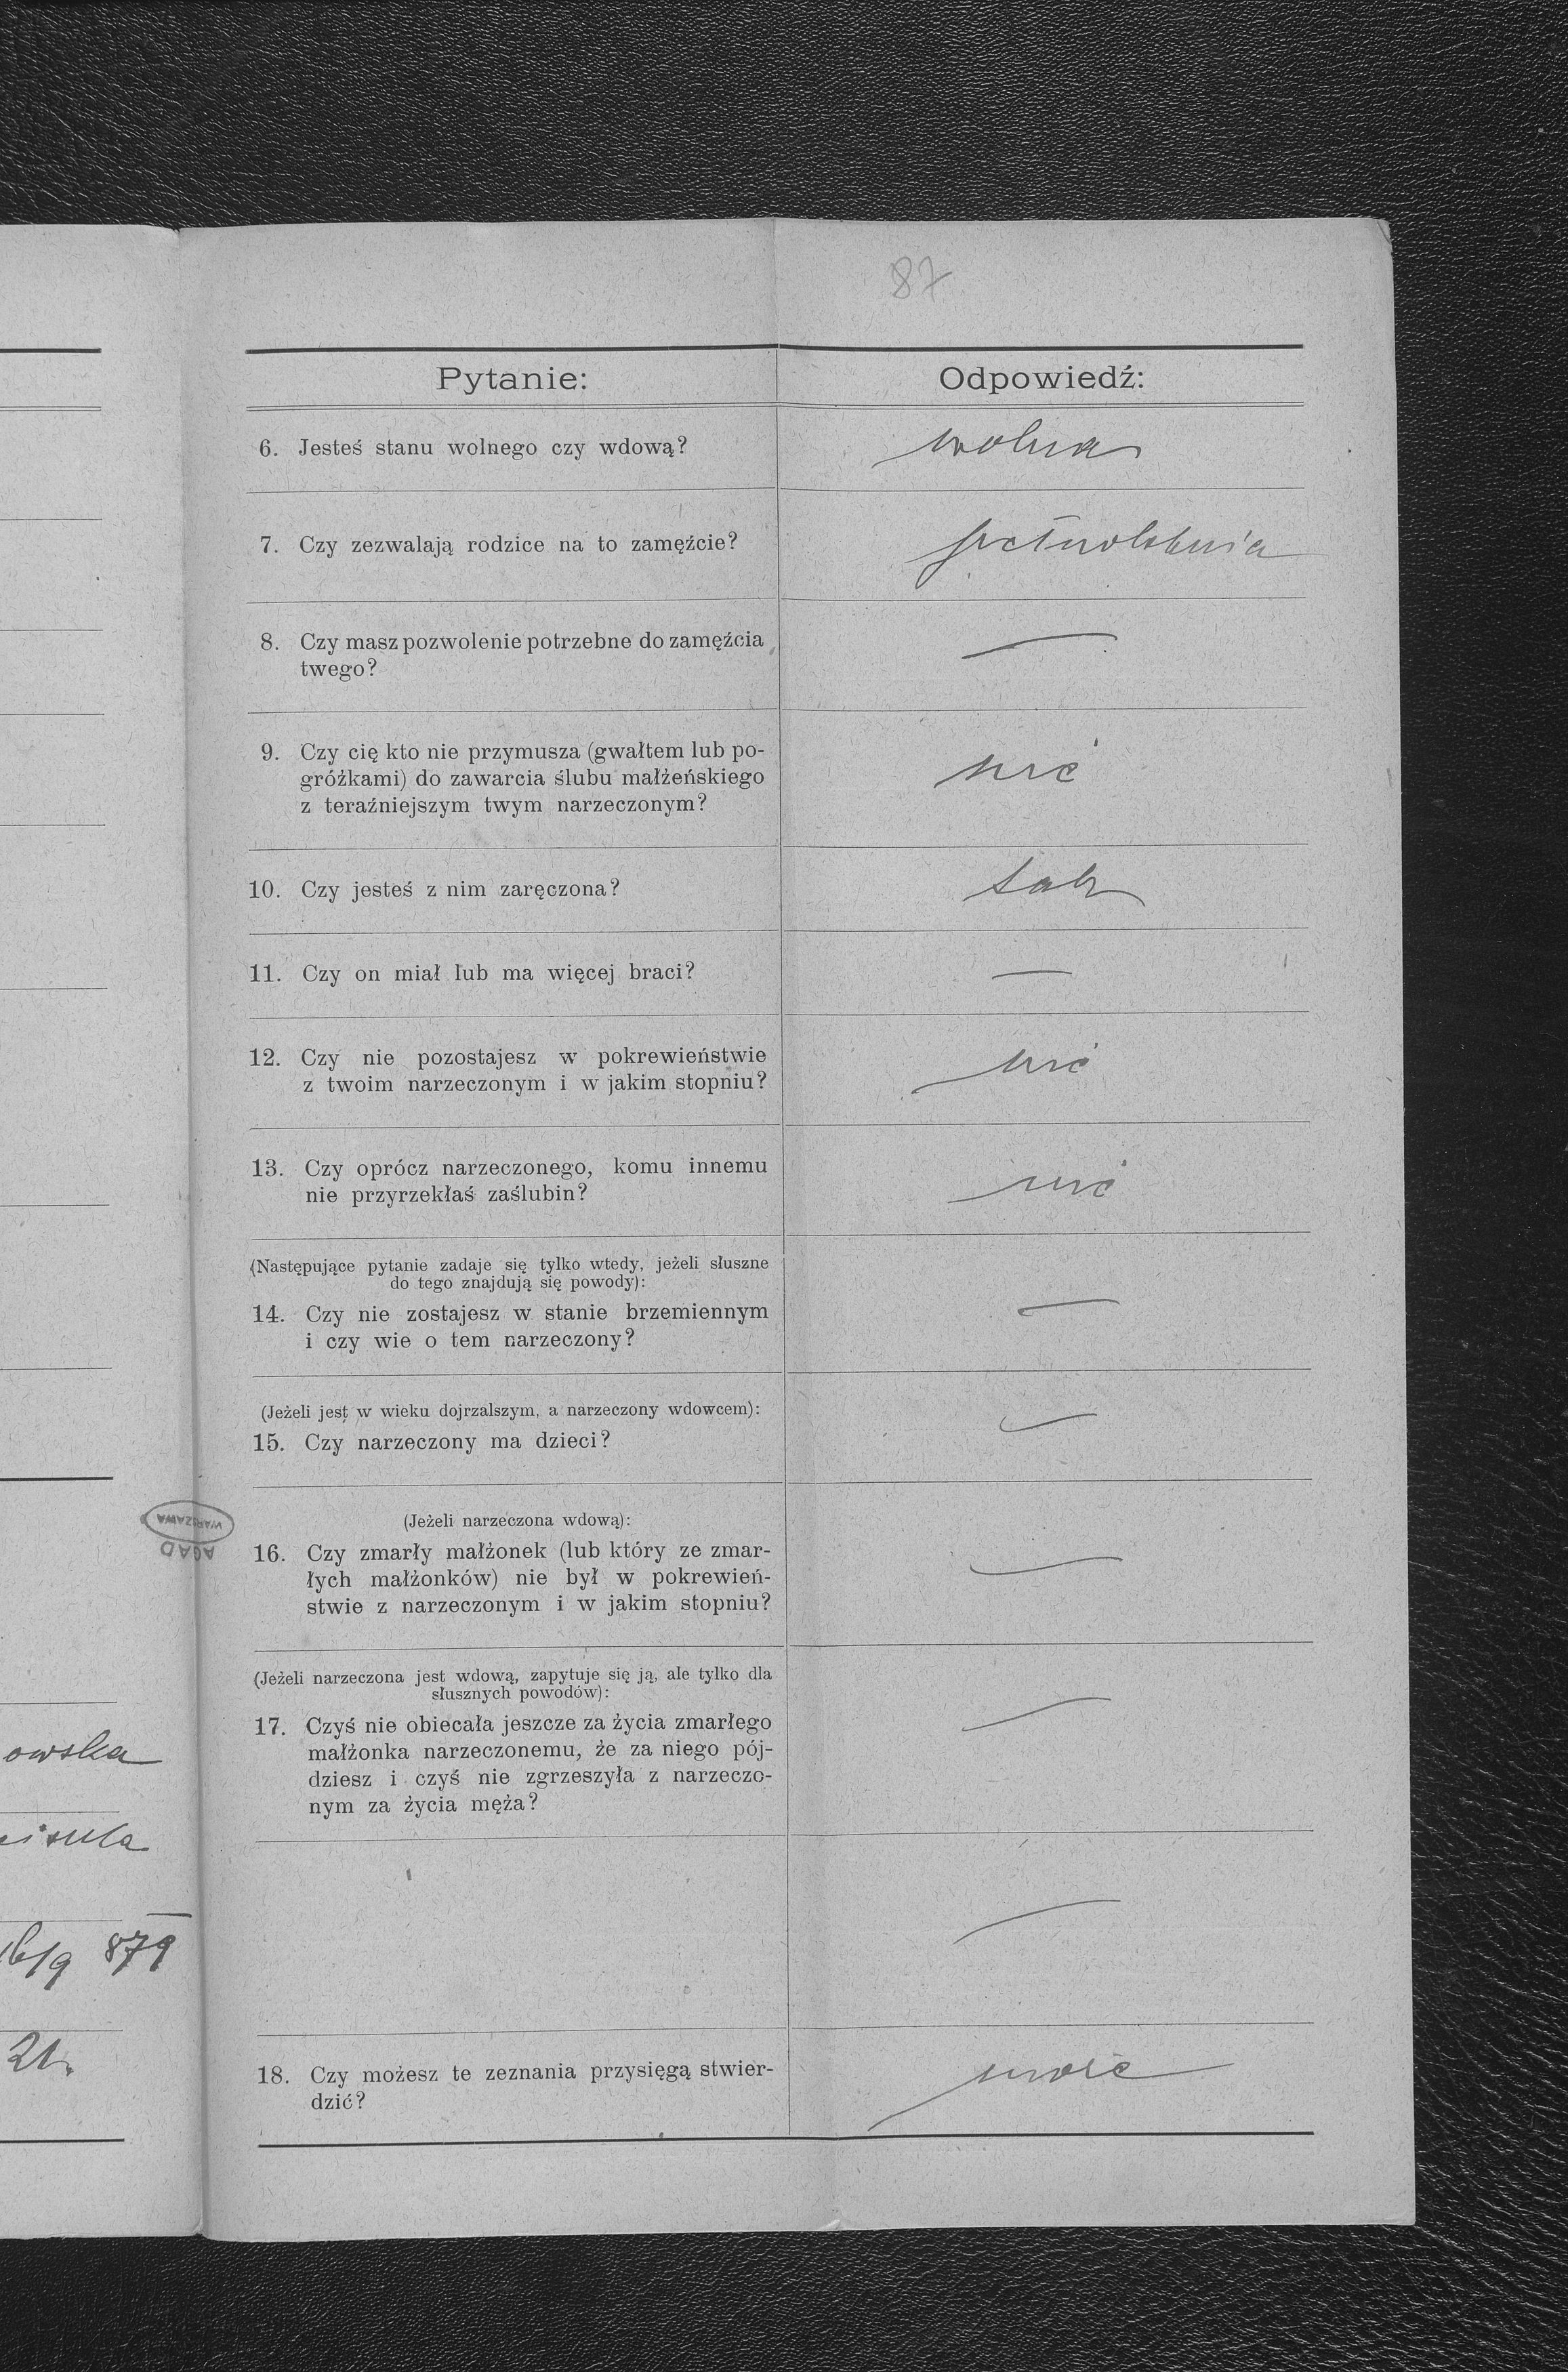 87
Pytanie:
Odpowiedź:
6. Jesteś stanu wolnego czy wdową?
wolna
7. Czy zezwalają rodzice na to zamęźcie?
pełnoletnia
8. Czy masz pozwolenie potrzebne do zamęźcia
twego?
—
9. Czy cię kto nie przymusza (gwałtem lub po-
gróżkami) do zawarcia ślubu małżeńskiego
z teraźniejszym twym narzeczonym?
nie
10. Czy jesteś z nim zaręczona?
tak
11. Czy on miał lub ma więcej braci?
—
12. Czy nie pozostajesz w pokrewieństwie
z twoim narzeczonym i w jakim stopniu?
nie
13. Czy oprócz narzeczonego, komu innemu
nie przyrzekłaś zaślubin?
nie
(Następujące pytanie zadaje się tylko wtedy, jeżeli słuszne
do tego znajdują się powody):
14. Czy nie zostajesz w stanie brzemiennym
i czy wie o tem narzeczony?
—
(Jeżeli jest w wieku dojrzalszym, a narzeczony wdowcem):
15. Czy narzeczony ma dzieci?
—
(Jeżeli narzeczona wdową):
16. Czy zmarły małżonek (lub który ze zmar-
łych małżonków) nie był w pokrewień-
stwie z narzeczonym i w jakim stopniu?
—
(Jeżeli narzeczona jest wdową, zapytuje się ją, ale tylko dla
słusznych powodów):
17. Czyś nie obiecała jeszcze za życia zmarłego
małżonka narzeczonemu, że za niego pój-
dziesz i czyś nie zgrzeszyła z narzeczo-
nym za życia męża?
—
—
18. Czy możesz te zeznania przysięgą stwier-
dzić?
może
AGAD
WARSZAWA
owska
6/9 879
21.